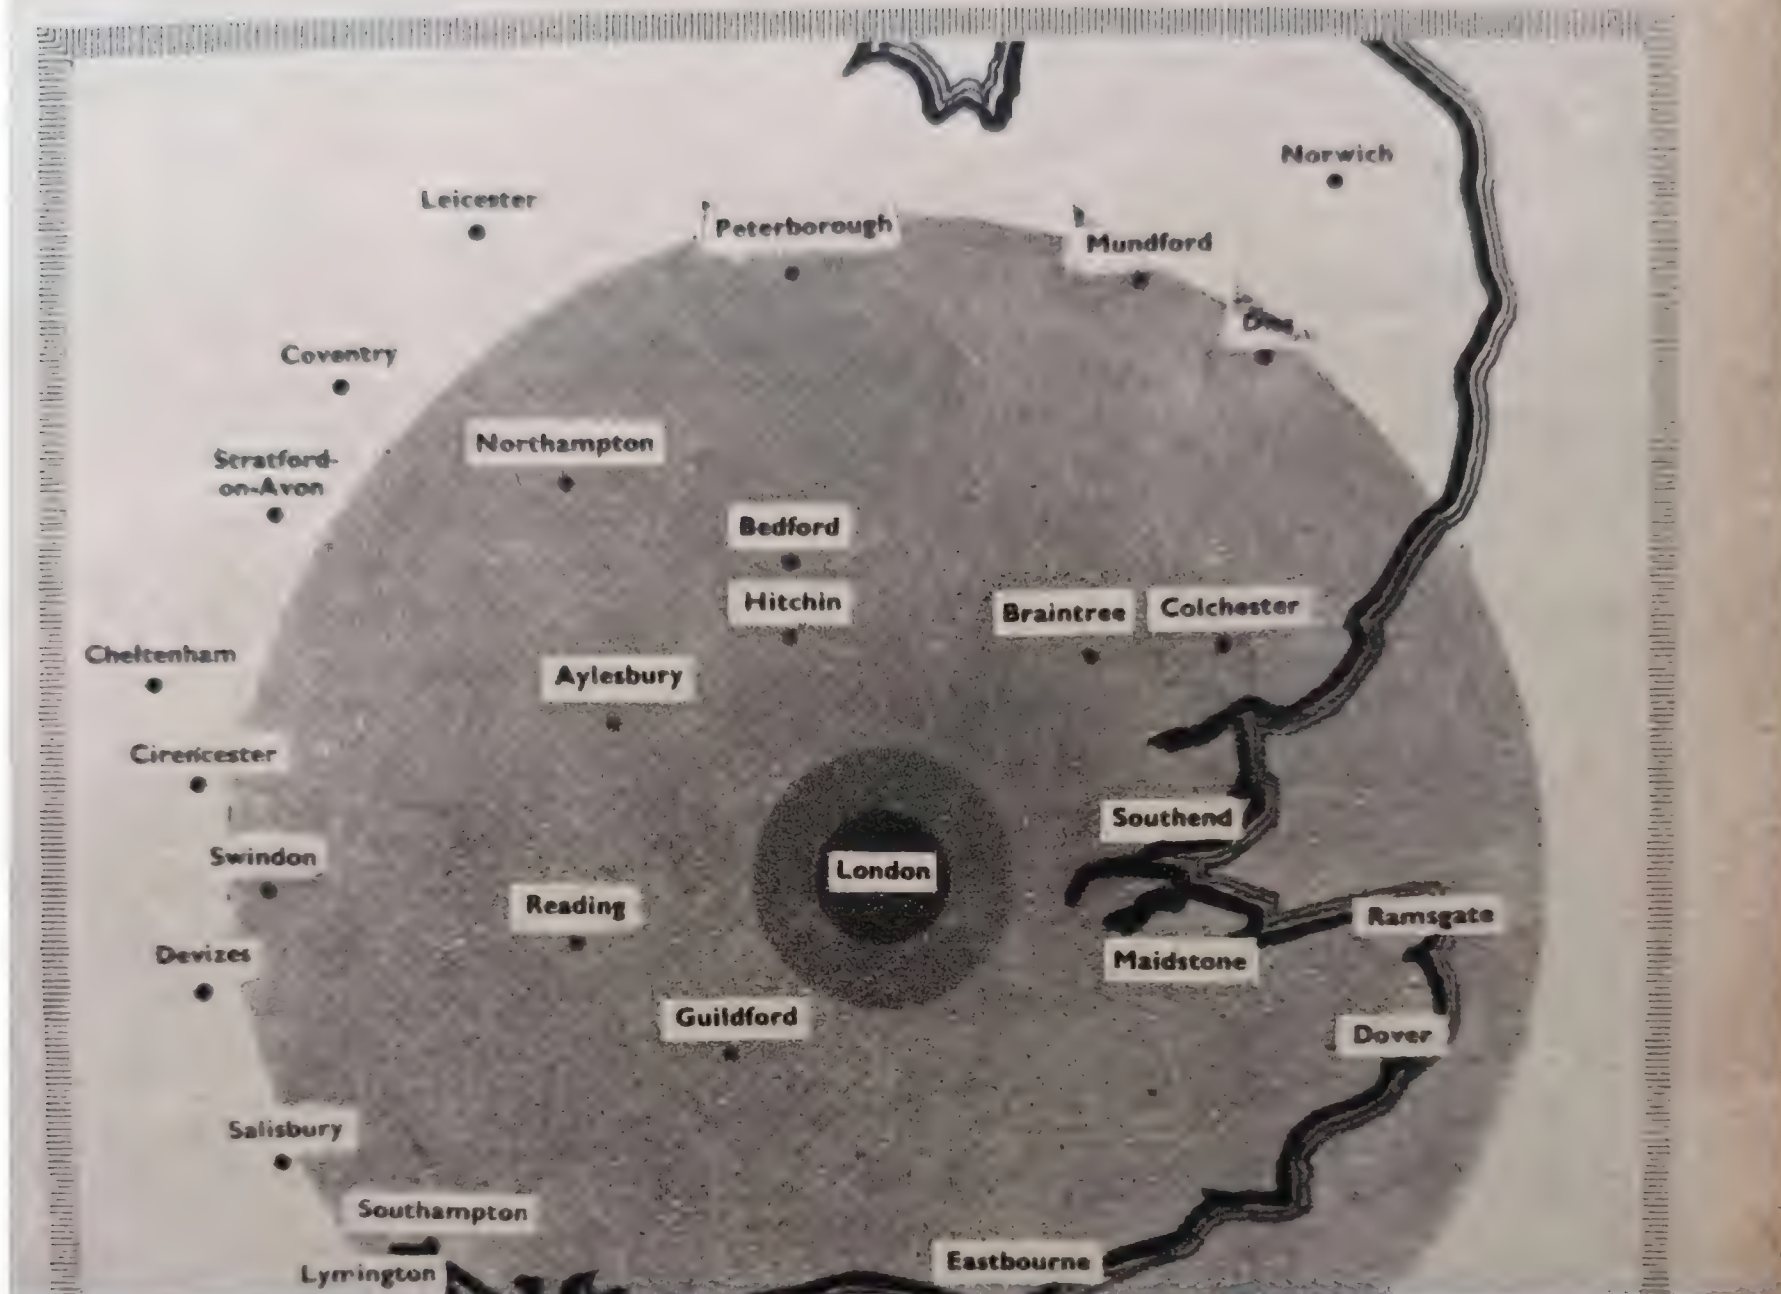 Norwich
Leicester
Peterborough
Mundford
Diss
Coventry
Northampton
Stratford-
on-Avon
Bedford
Hitchin
Braintree
Colchester
Cheltenham
Aylesbury
Cirencester
Southend
Swindon
London
Reading
Ramsgate
Devizes
Maidstone
Guildford
Dover
Salisbury
Southampton
Eastbourne
Lymington